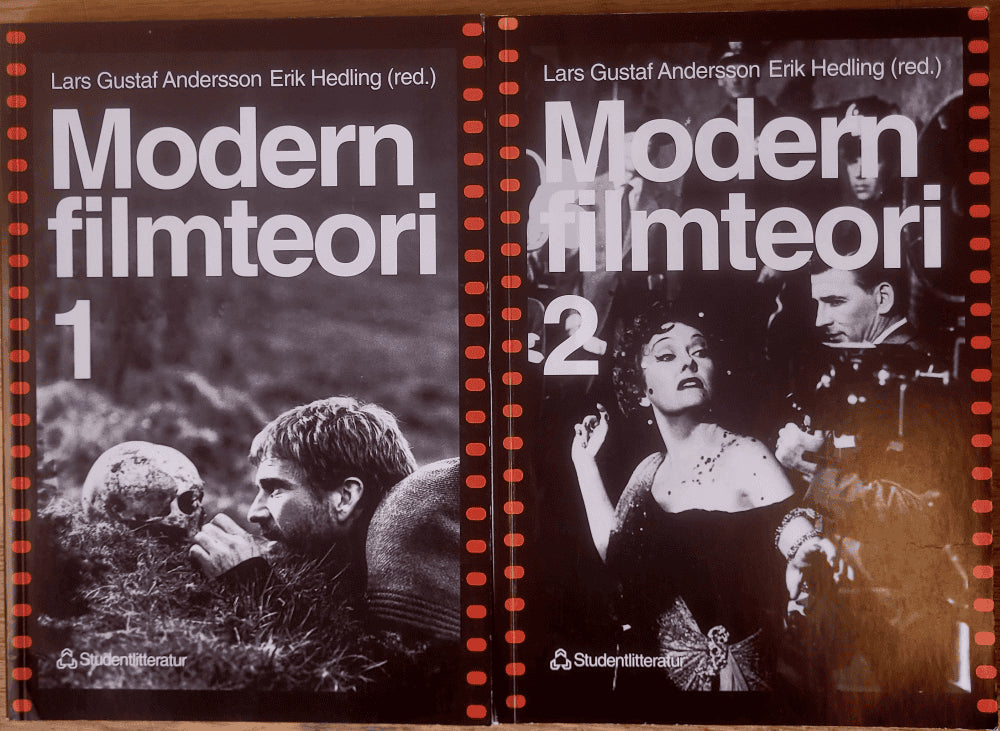 Lars Gustaf Andersson Erik Hedling (red.)
Modern
filmteori
1
Studentlitteratur
Lars Gustaf Andersson Erik Hedling (red.)
Modern
filmteori
2
Studentlitteratur